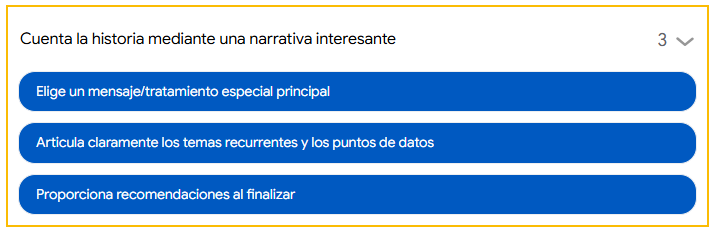 Cuenta la historia mediante una narrativa interesante 3
Elige un mensaje/tratamiento especial principal
Articula claramente los temas recurrentes y los puntos de datos
Proporciona recomendaciones al finalizar